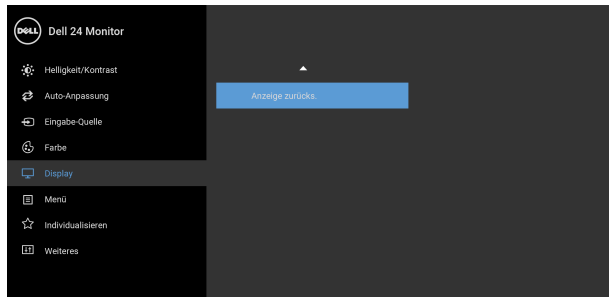 DELL
Dell 24 Monitor
Helligkeit/Kontrast
Auto-Anpassung
Anzeige zurücks.
Eingabe-Quelle
Farbe
Display
Menü
Individualisieren
Weiteres